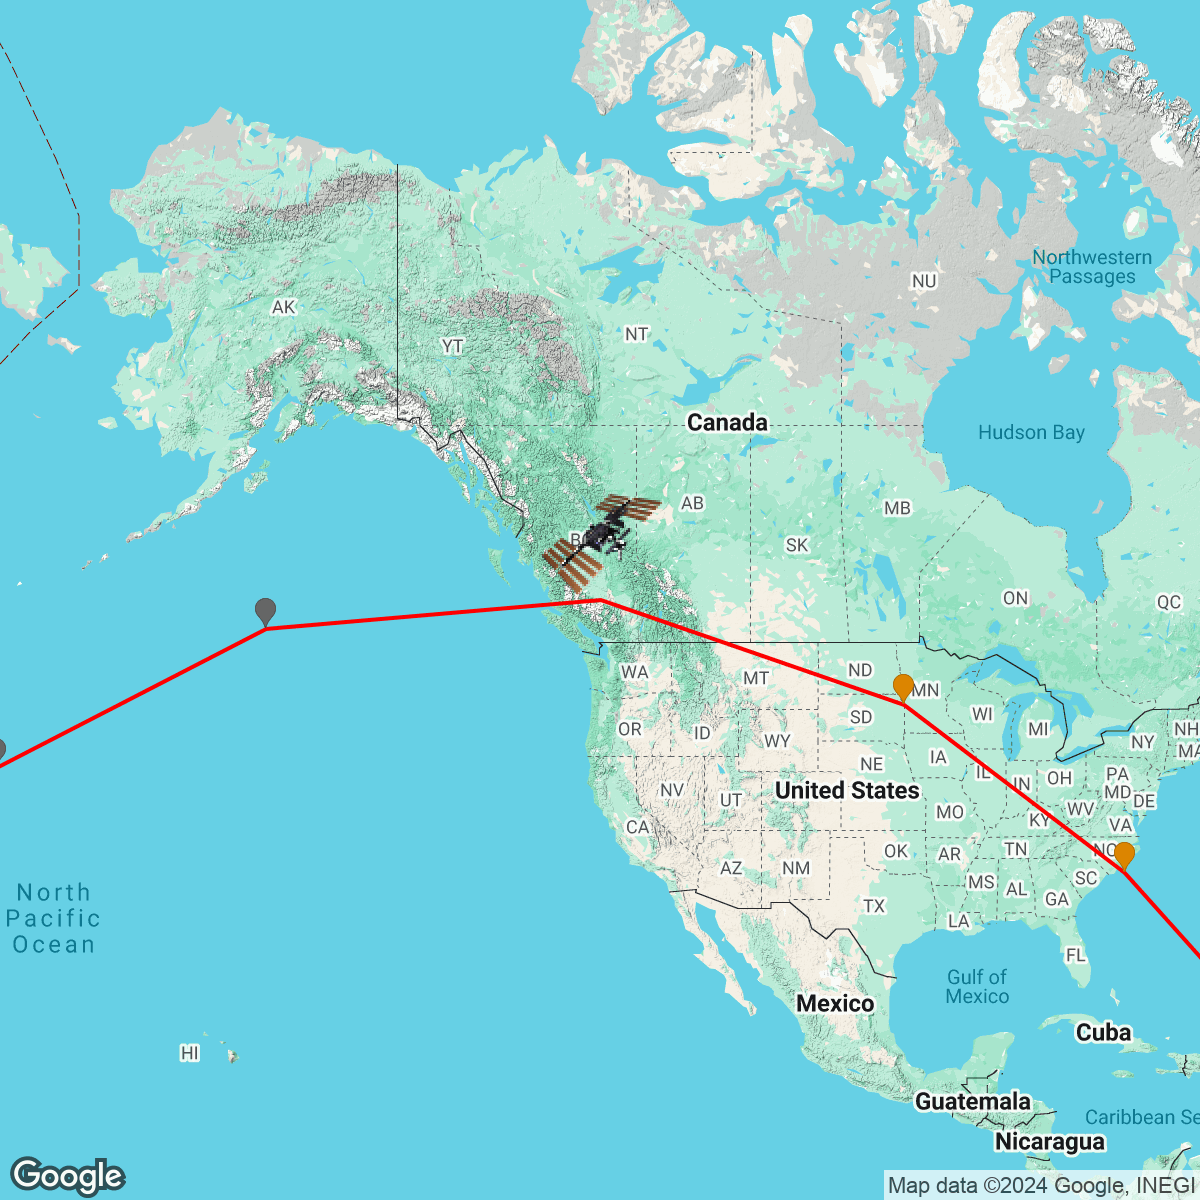 Northwestern
Passages
NU
AK
NT
YT
Canada
Hudson Bay
AB
MB
SK
ON
QC
ND
WA
MT
MN
WI
SD
OR
ID
MI
NH
WY
NY
MA
IA
NE
IL
IN
OH
PA
NV
United States
MD
UT
DE
MO
WV
KY
VA
CA
OK
AR
TN
NC
AZ
NM
SC
MS
AL
North
Pacific
Ocean
GA
TX
LA
FL
Gulf of
Mexico
Mexico
Cuba
HI
Guatemala
Caribbean Se
Nicaragua
Google
Map data ©2024 Google, INEGI